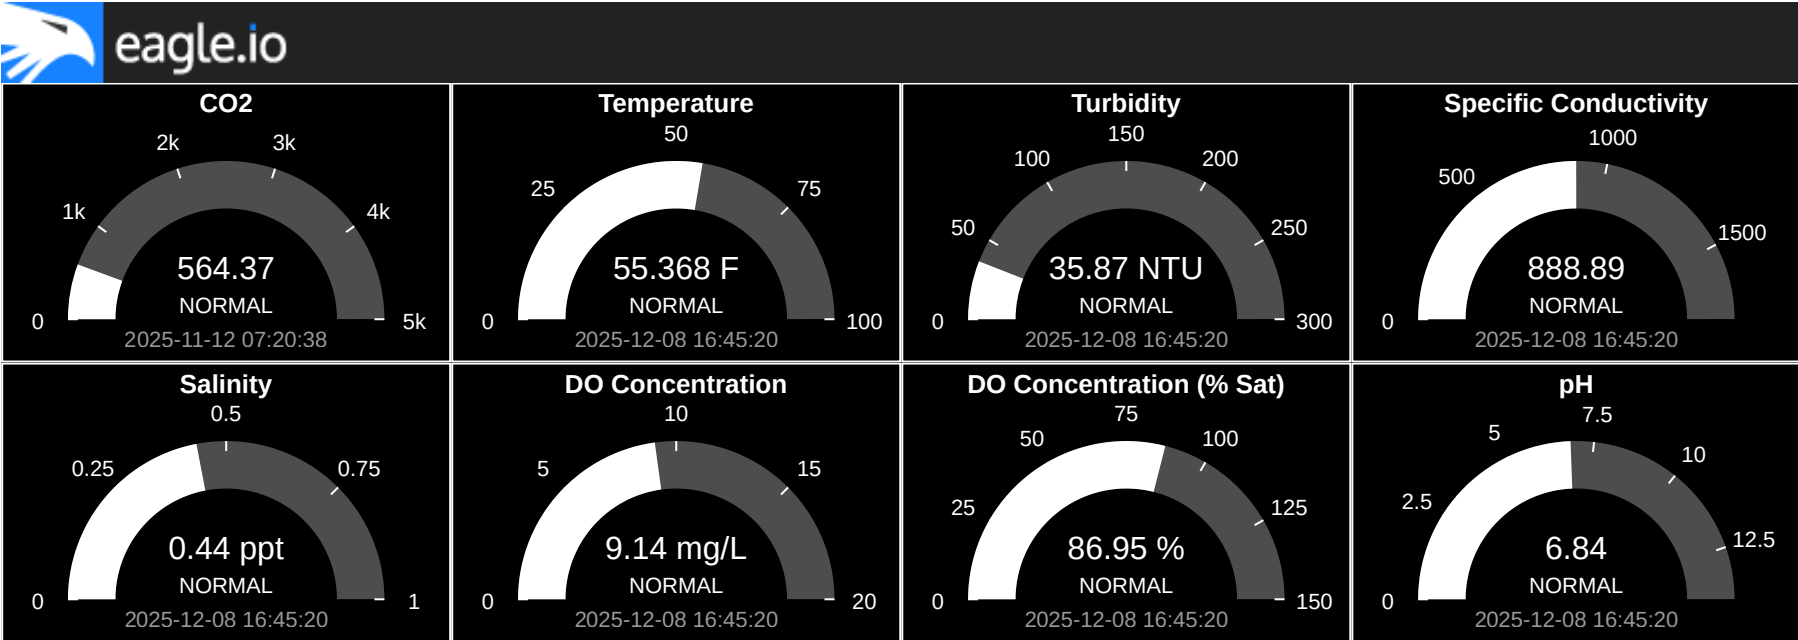 eagle.io
CO2
0
1k
2k
3k
4k
5k
564.37
NORMAL
2025-11-12 07:20:38
Temperature
0
25
50
75
100
55.368 F
NORMAL
2025-12-08 16:45:20
Turbidity
0
50
100
150
200
250
300
35.87 NTU
NORMAL
2025-12-08 16:45:20
Specific Conductivity
0
500
1000
1500
888.89
NORMAL
2025-12-08 16:45:20
Salinity
0
0.25
0.5
0.75
1
0.44 ppt
NORMAL
2025-12-08 16:45:20
DO Concentration
0
5
10
15
20
9.14 mg/L
NORMAL
2025-12-08 16:45:20
DO Concentration (% Sat)
0
25
50
75
100
125
150
86.95 %
NORMAL
2025-12-08 16:45:20
pH
0
2.5
5
7.5
10
12.5
6.84
NORMAL
2025-12-08 16:45:20